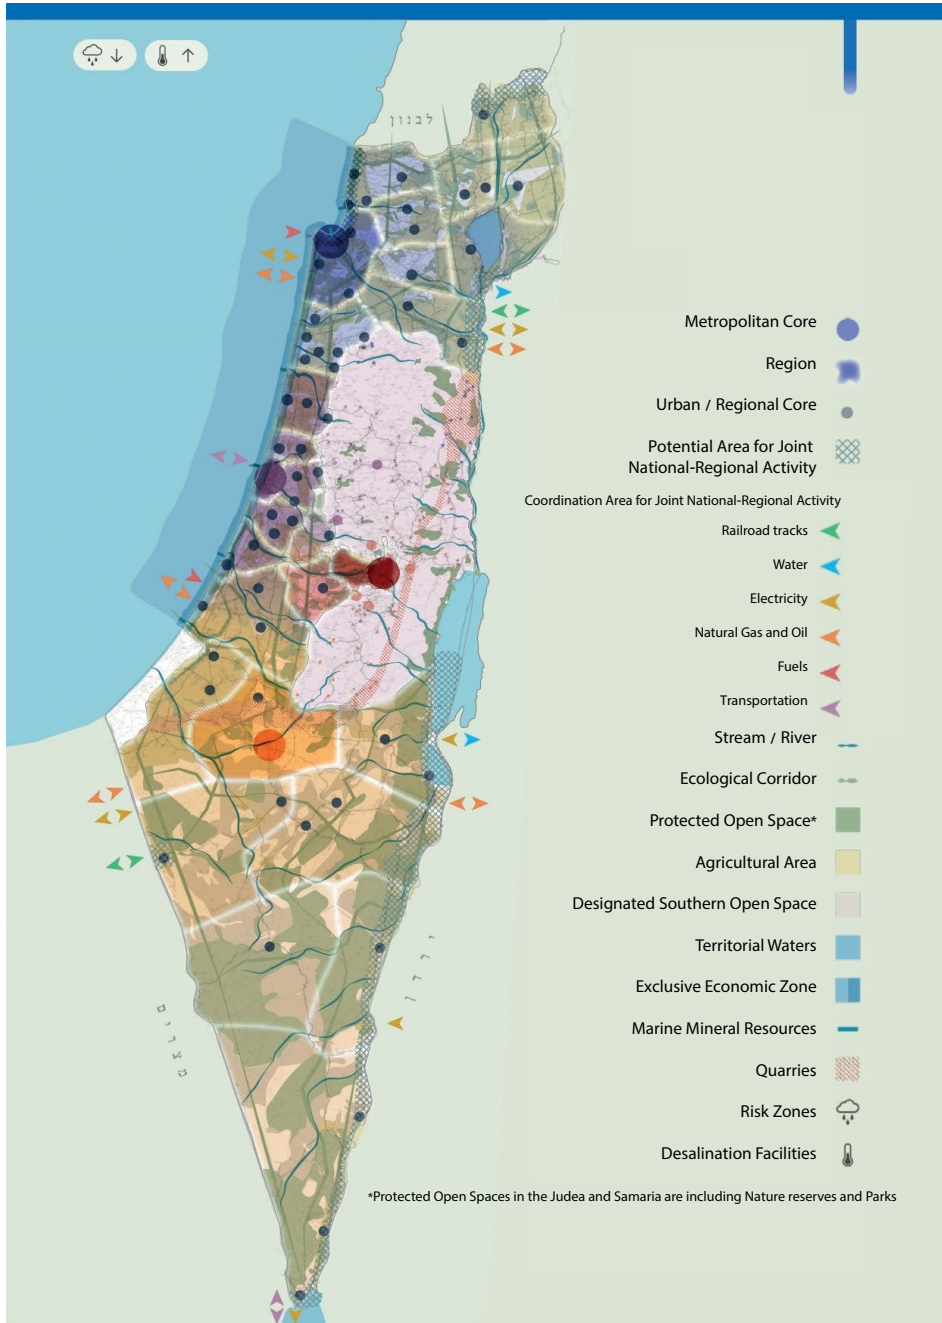 לבנון
Metropolitan Core
Region
Urban / Regional Core
Potential Area for Joint
National-Regional Activity
Coordination Area for Joint National-Regional Activity
Railroad tracks
Water
Electricity
Natural Gas and Oil
Fuels
Transportation
Stream / River
Ecological Corridor
Protected Open Space*
Agricultural Area
Designated Southern Open Space
Territorial Waters
Exclusive Economic Zone
Marine Mineral Resources
Quarries
Risk Zones
Desalination Facilities
*Protected Open Spaces in the Judea and Samaria are including Nature reserves and Parks
ירדן
מצרים